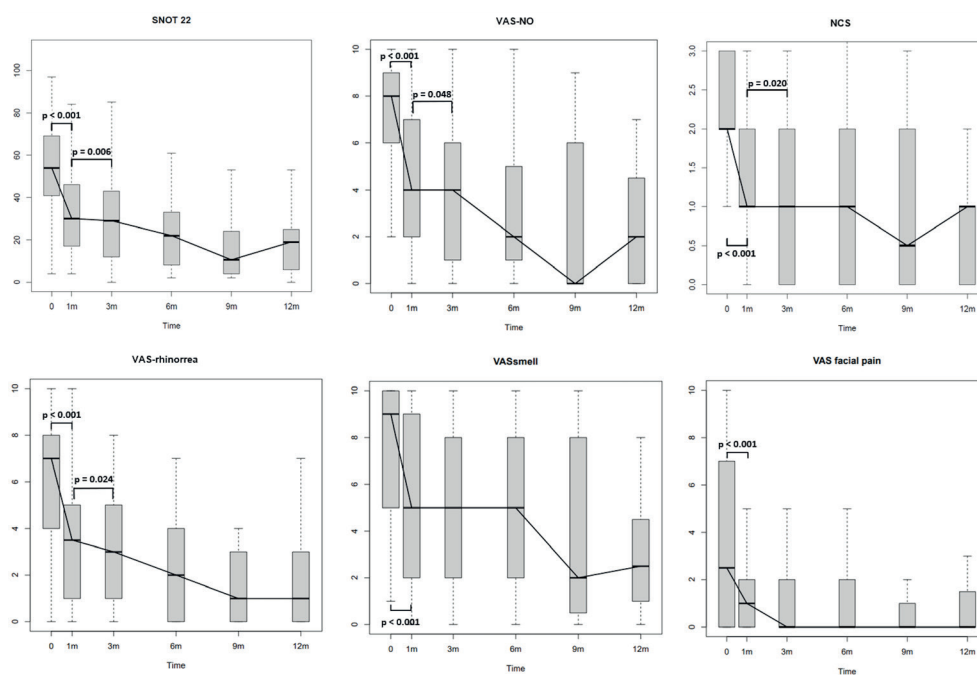 SNOT 22
100
80
60
40
20
0
p < 0.001
p = 0.006
0 1m 3m 6m 9m 12m
Time
VAS-NO
10
8
6
4
2
0
p < 0.001
p = 0.048
0 1m 3m 6m 9m 12m
Time
NCS
3.0
2.5
2.0
1.5
1.0
0.5
0.0
p = 0.020
p < 0.001
0 1m 3m 6m 9m 12m
Time
VAS-rhinorrea
10
8
6
4
2
0
p < 0.001
p = 0.024
0 1m 3m 6m 9m 12m
Time
VASsmell
10
8
6
4
2
0
p < 0.001
0 1m 3m 6m 9m 12m
Time
VAS facial pain
10
8
6
4
2
0
p < 0.001
0 1m 3m 6m 9m 12m
Time